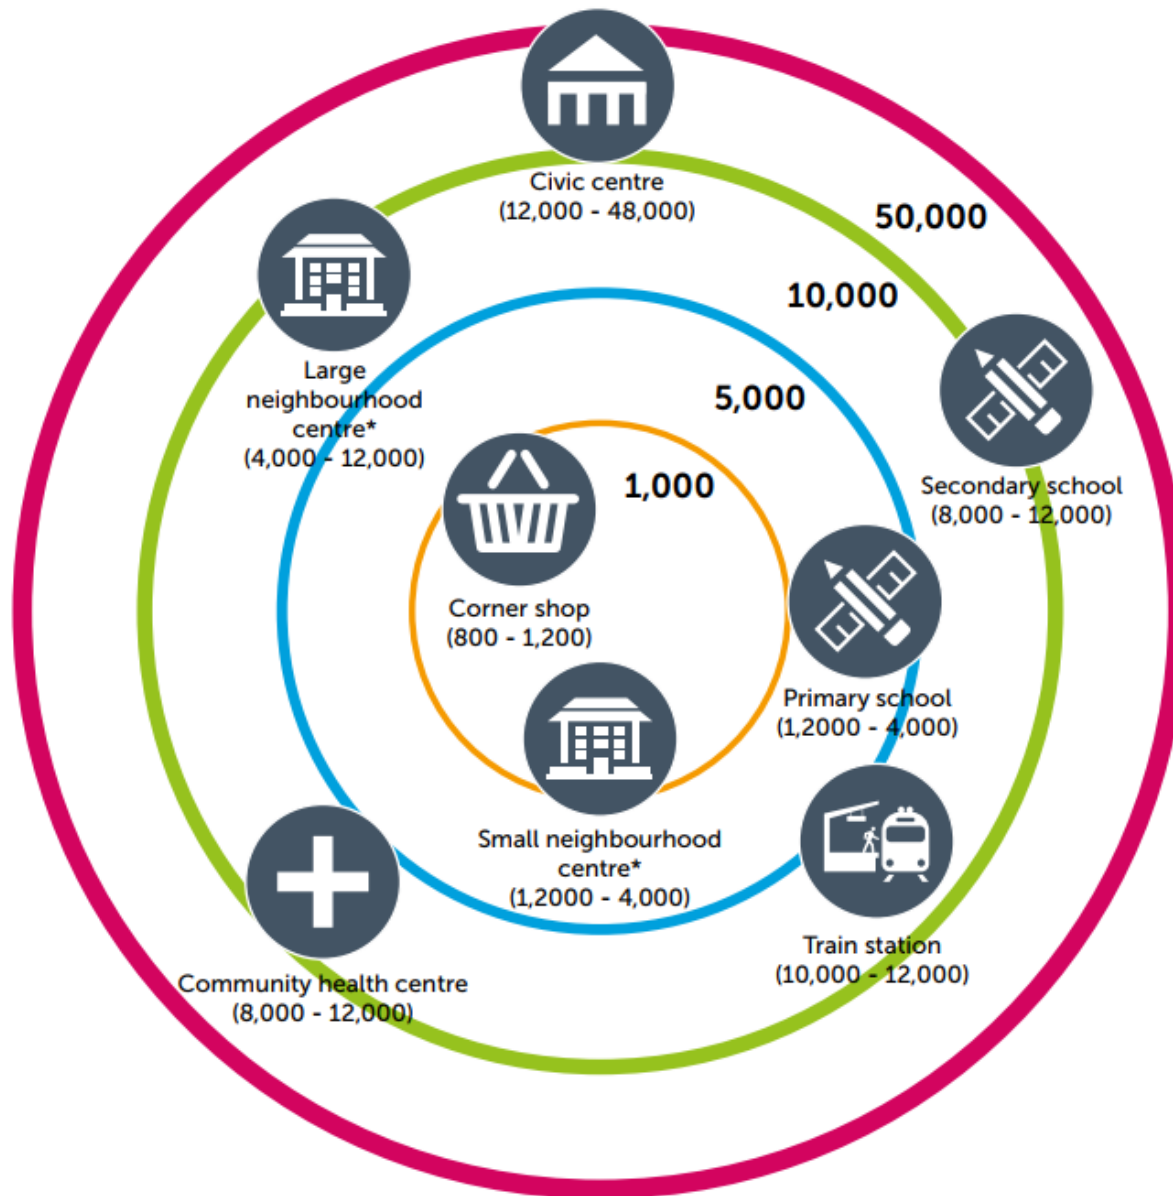 Civic centre
(12,000 - 48,000)
50,000
10,000
Large
neighbourhood
centre*
(4,000 - 12,000)
5,000
1,000
Secondary school
(8,000 - 12,000)
Corner shop
(800 - 1,200)
Primary school
(1,2000 - 4,000)
Small neighbourhood
centre*
(1,2000 - 4,000)
Train station
(10,000 - 12,000)
Community health centre
(8,000 - 12,000)